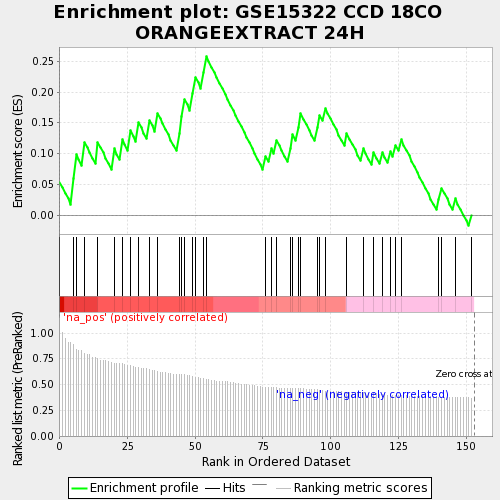 Enrichment plot: GSE15322 CCD 18CO
ORANGEEXTRACT 24H
Enrichment score (ES)
0.25
0.20
0.15
0.10
0.05
0.00
'na_pos' (positively correlated)
Ranked list metric (PreRanked)
1.00
0.75
0.50
0.25
0.00
Zero cross at
'na_neg' (negatively correlated)
0
25
50
75
100
125
150
Rank in Ordered Dataset
Enrichment profile
Hits
Ranking metric scores